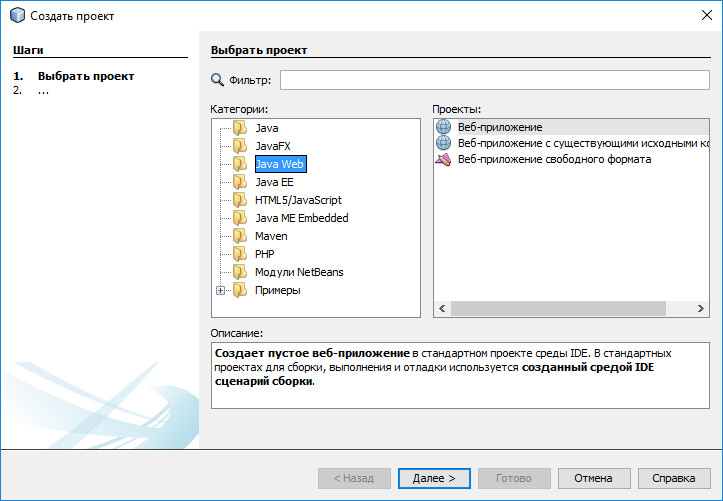 Создать проект
Шаги
1. Выбрать проект
2. ...
Выбрать проект
Фильтр:
Категории:
Java
JavaFX
Java Web
Java EE
HTML5/JavaScript
Java ME Embedded
Maven
PHP
Модули NetBeans
Примеры
Проекты:
Веб-приложение
Веб-приложение с существующими исходными ко
Веб-приложение свободного формата
Описание:
Создает пустое веб-приложение в стандартном проекте среды IDE. В стандартных
проектах для сборки, выполнения и отладки используется созданный средой IDE
сценарий сборки.
< Назад
Далее >
Готово
Отмена
Справка